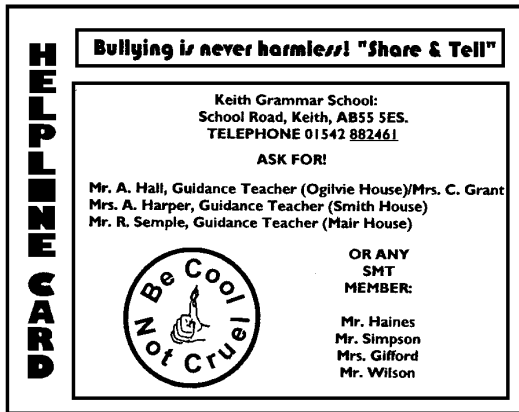 HELPLINE CARD
Bullying is never harmless! "Share & Tell"
Keith Grammar School:
School Road, Keith, AB55 5ES.
TELEPHONE 01542 882461
ASK FOR!
Mr. A. Hall, Guidance Teacher (Ogilvie House)/Mrs. C. Grant
Mrs. A. Harper, Guidance Teacher (Smith House)
Mr. R. Semple, Guidance Teacher (Mair House)
Be Cool
Not Cruel
OR ANY
SMT
MEMBER:
Mr. Haines
Mr. Simpson
Mrs. Gifford
Mr. Wilson